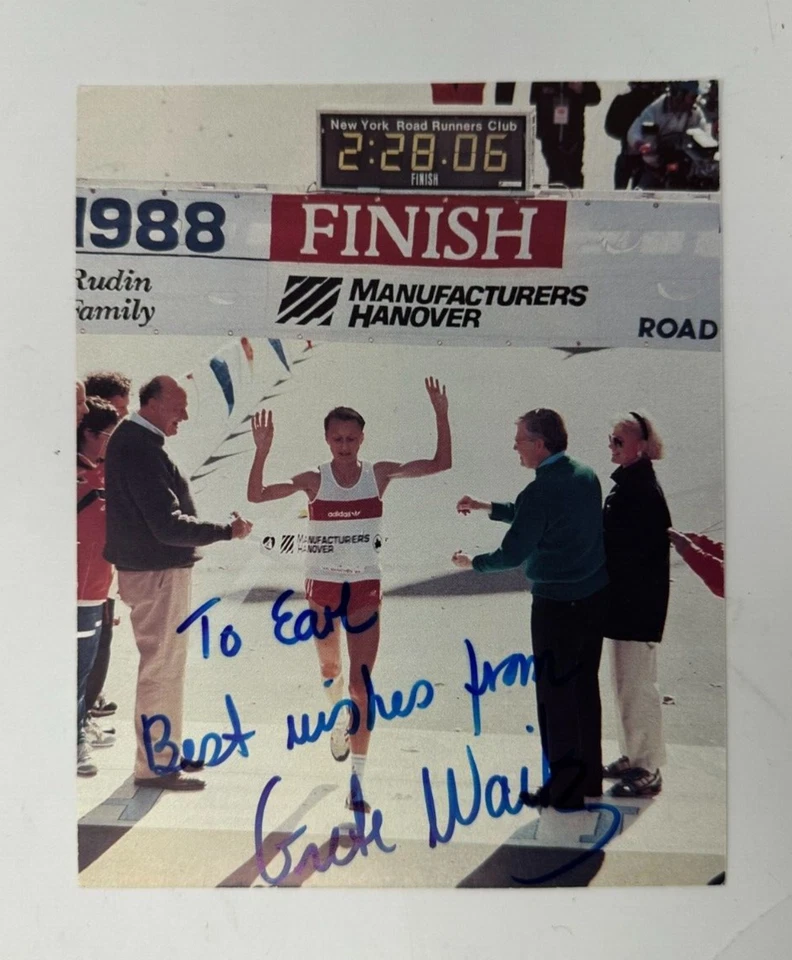 New York Road Runners Club
2:28.06
FINISH
1988 FINISH
Rudin
Family
MANUFACTURERS
HANOVER
ROAD
adidas
MANUFACTURERS
HANOVER
To Earl
Best wishes from
Grete Waitz